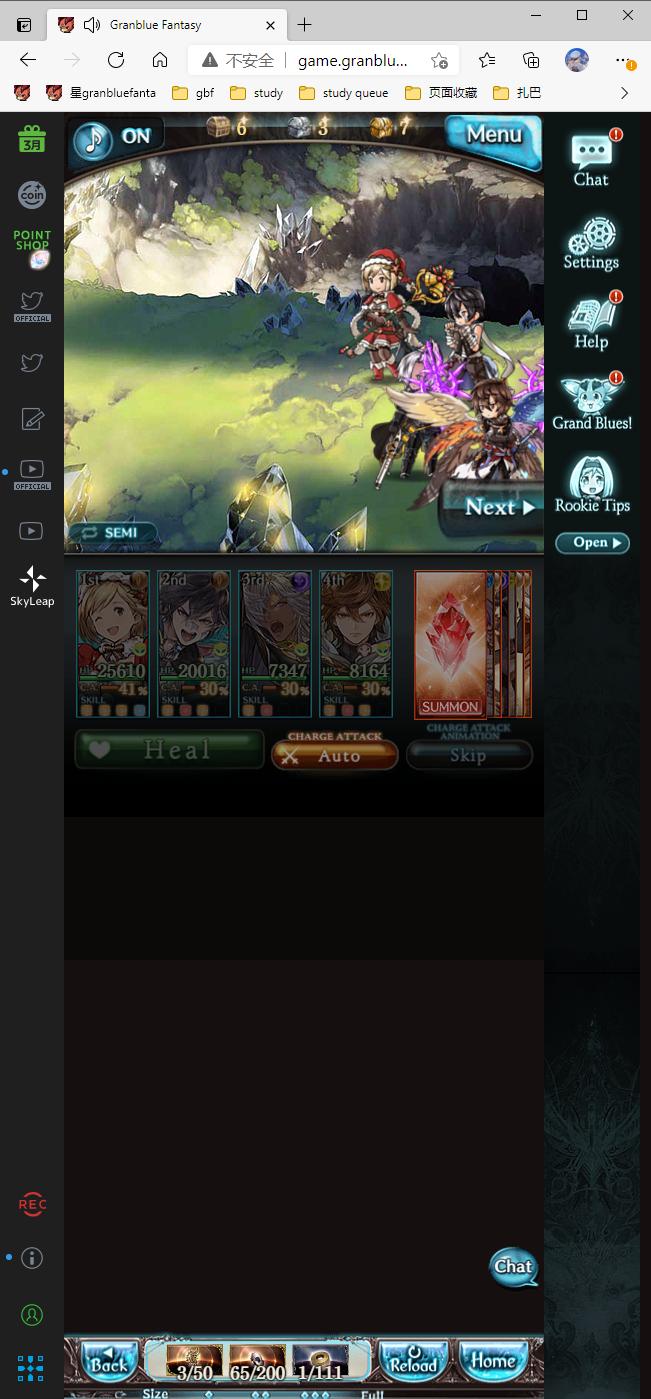 Granblue Fantasy
不安全 game.granblu...
星granbluefanta gbf study study queue 页面收藏 扎巴
3月
coin
POINT
SHOP
OFFICIAL
OFFICIAL
SkyLeap
REC
ON 6 3 7 Menu
Next
SEMI
1st 2nd 3rd 4th
HP 25610 HP 20016 HP 7347 HP 8164
C.A. 41% C.A. 30% C.A. 30% C.A. 30%
SKILL SKILL SKILL SKILL
SUMMON
Heal
CHARGE ATTACK
Auto
CHARGE ATTACK
ANIMATION
Skip
Chat
Settings
Help
Grand Blues!
Rookie Tips
Open
Chat
Back 3/50 65/200 1/111 Reload Home
Size Full